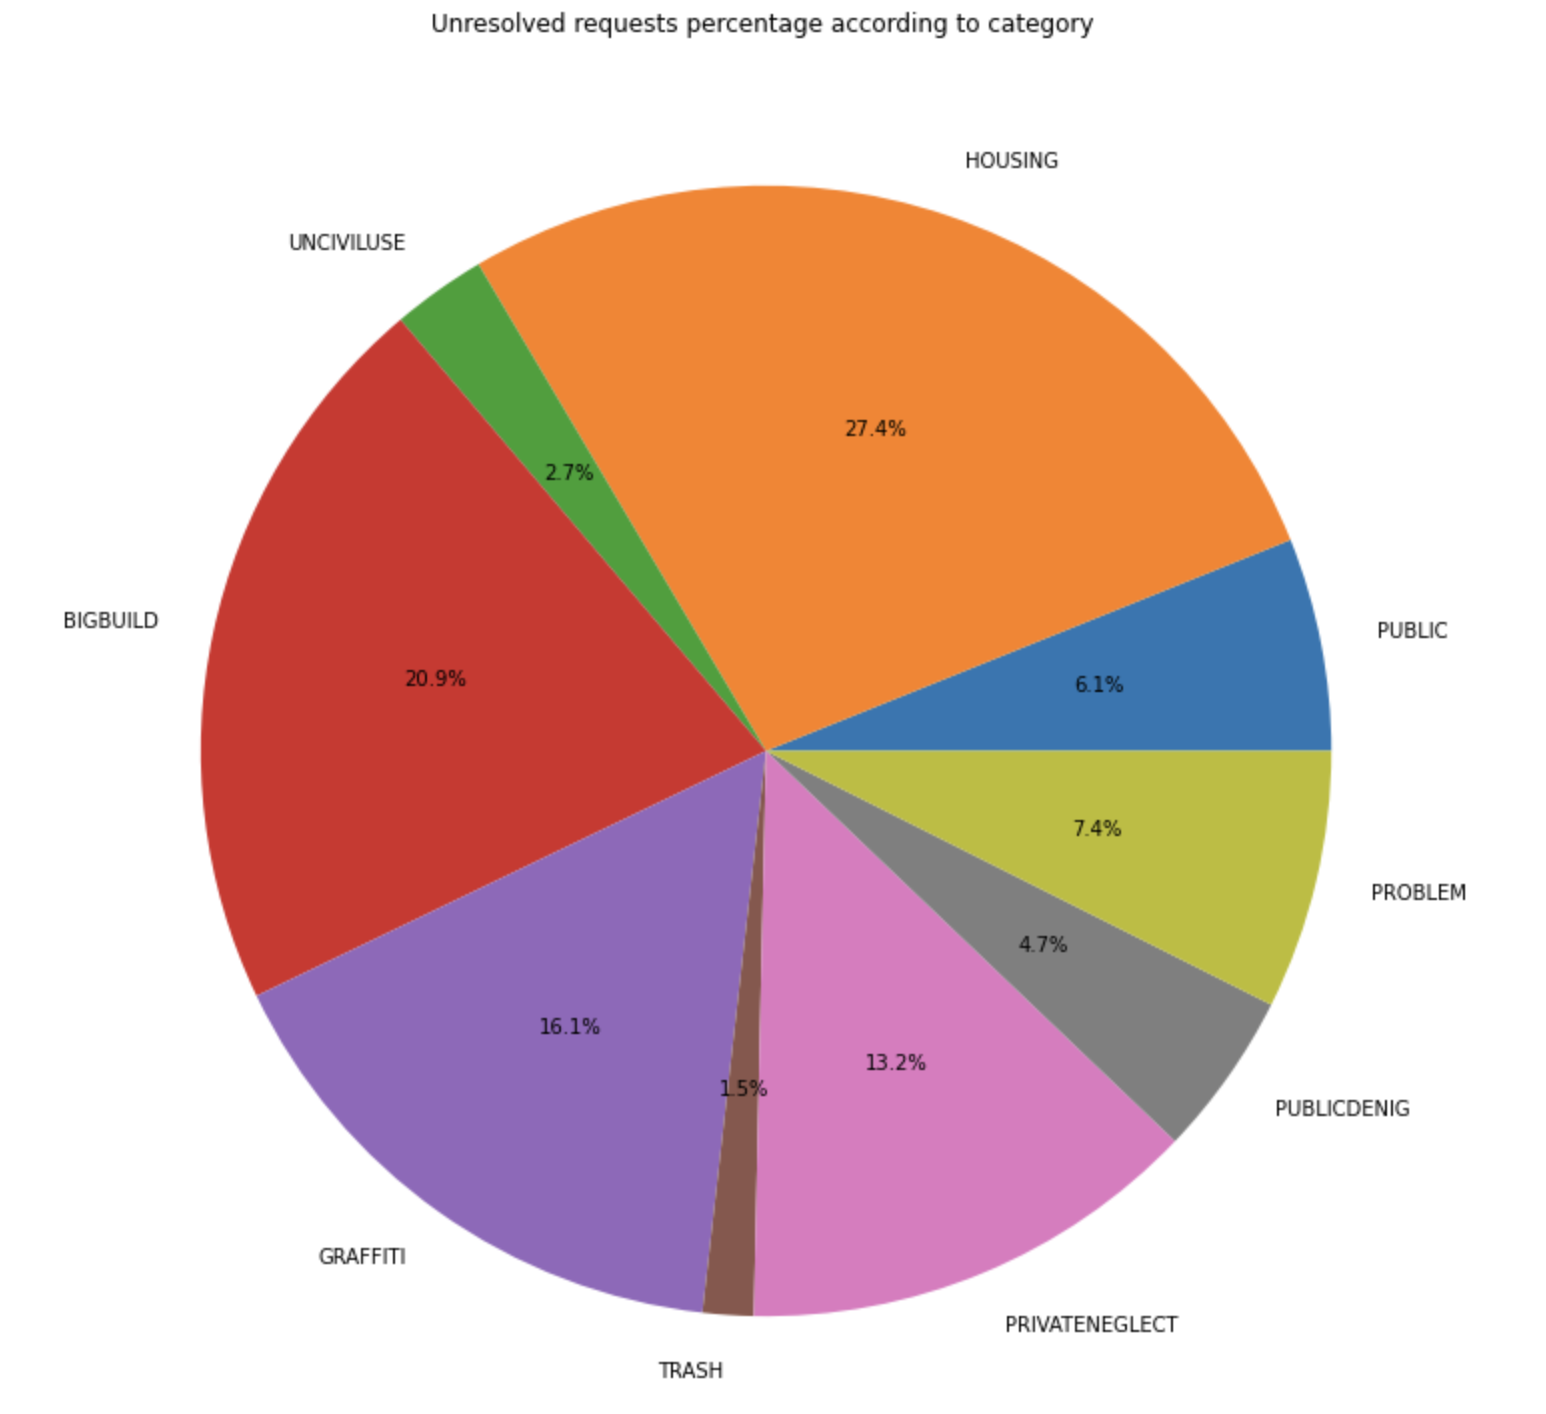 Unresolved requests percentage according to category
HOUSING
UNCIVILUSE
27.4%
2.7%
BIGBUILD
PUBLIC
20.9%
6.1%
7.4%
PROBLEM
4.7%
16.1%
13.2%
1.5%
PUBLICDENIG
GRAFFITI
PRIVATENEGLECT
TRASH